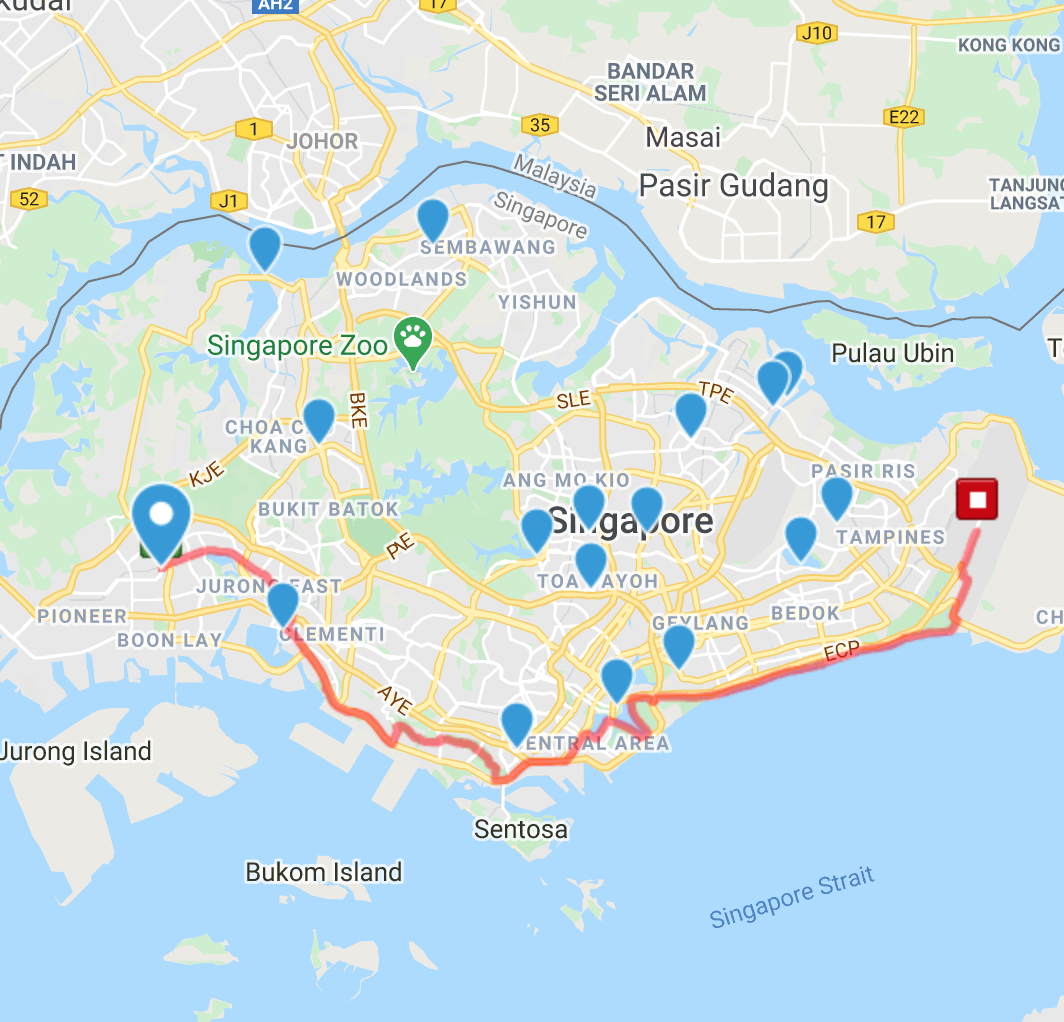 Kudai
AH2
17
J10
KONG KONG
BANDAR
SERI ALAM
E22
35
1
JOHOR
Masai
T INDAH
Malaysia
Pasir Gudang
TANJUNG
LANGSAT
52
J1
Singapore
17
SEMBAWANG
WOODLANDS
YISHUN
Singapore Zoo
Pulau Ubin
T
BKE
SLE
TPE
CHOA C
KANG
KJE
ANG MO KIO
PASIR RIS
BUKIT BATOK
Singapore
TAMPINES
PIE
JURONG EAST
TOA PAYOH
PIONEER
BEDOK
CH
GEYLANG
BOON LAY
CLEMENTI
ECP
AYE
ENTRAL AREA
Jurong Island
Sentosa
Bukom Island
Singapore Strait